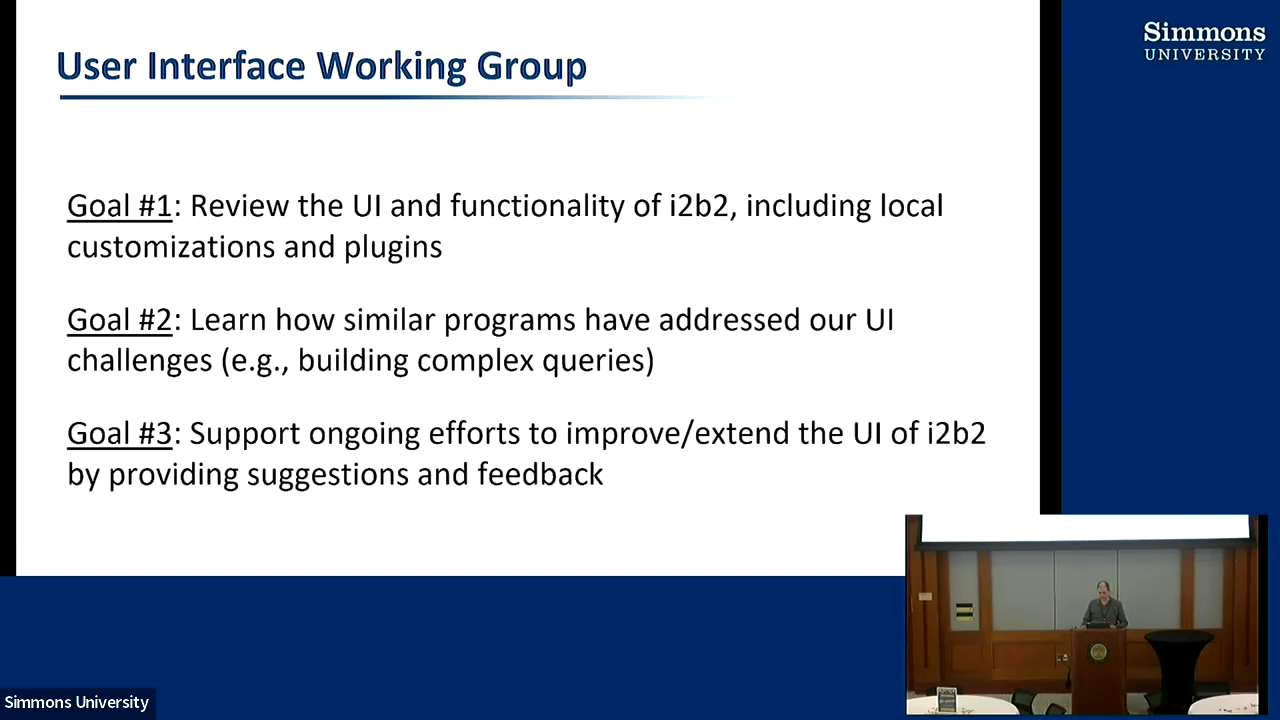 User Interface Working Group
Simmons
UNIVERSITY
Goal #1: Review the UI and functionality of i2b2, including local
customizations and plugins
Goal #2: Learn how similar programs have addressed our UI
challenges (e.g., building complex queries)
Goal #3: Support ongoing efforts to improve/extend the UI of i2b2
by providing suggestions and feedback
Simmons University